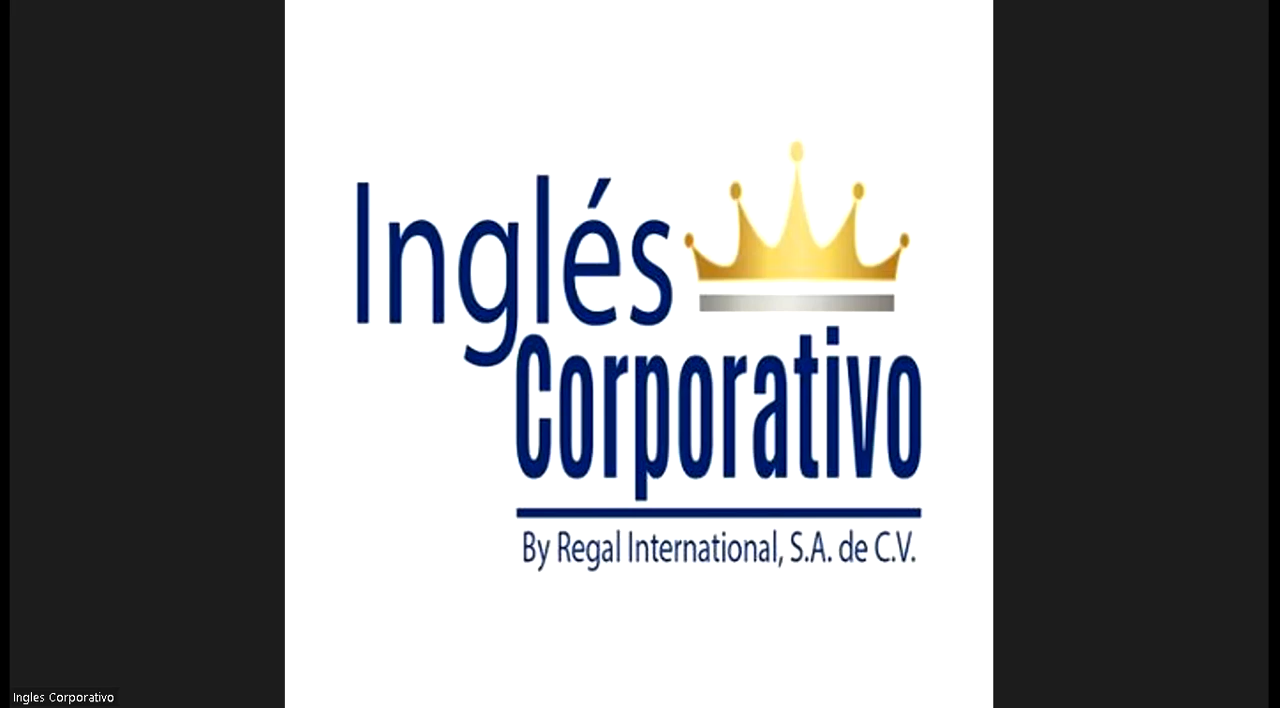 Inglés
Corporativo
By Regal International, S.A. de C.V.
Ingles Corporativo